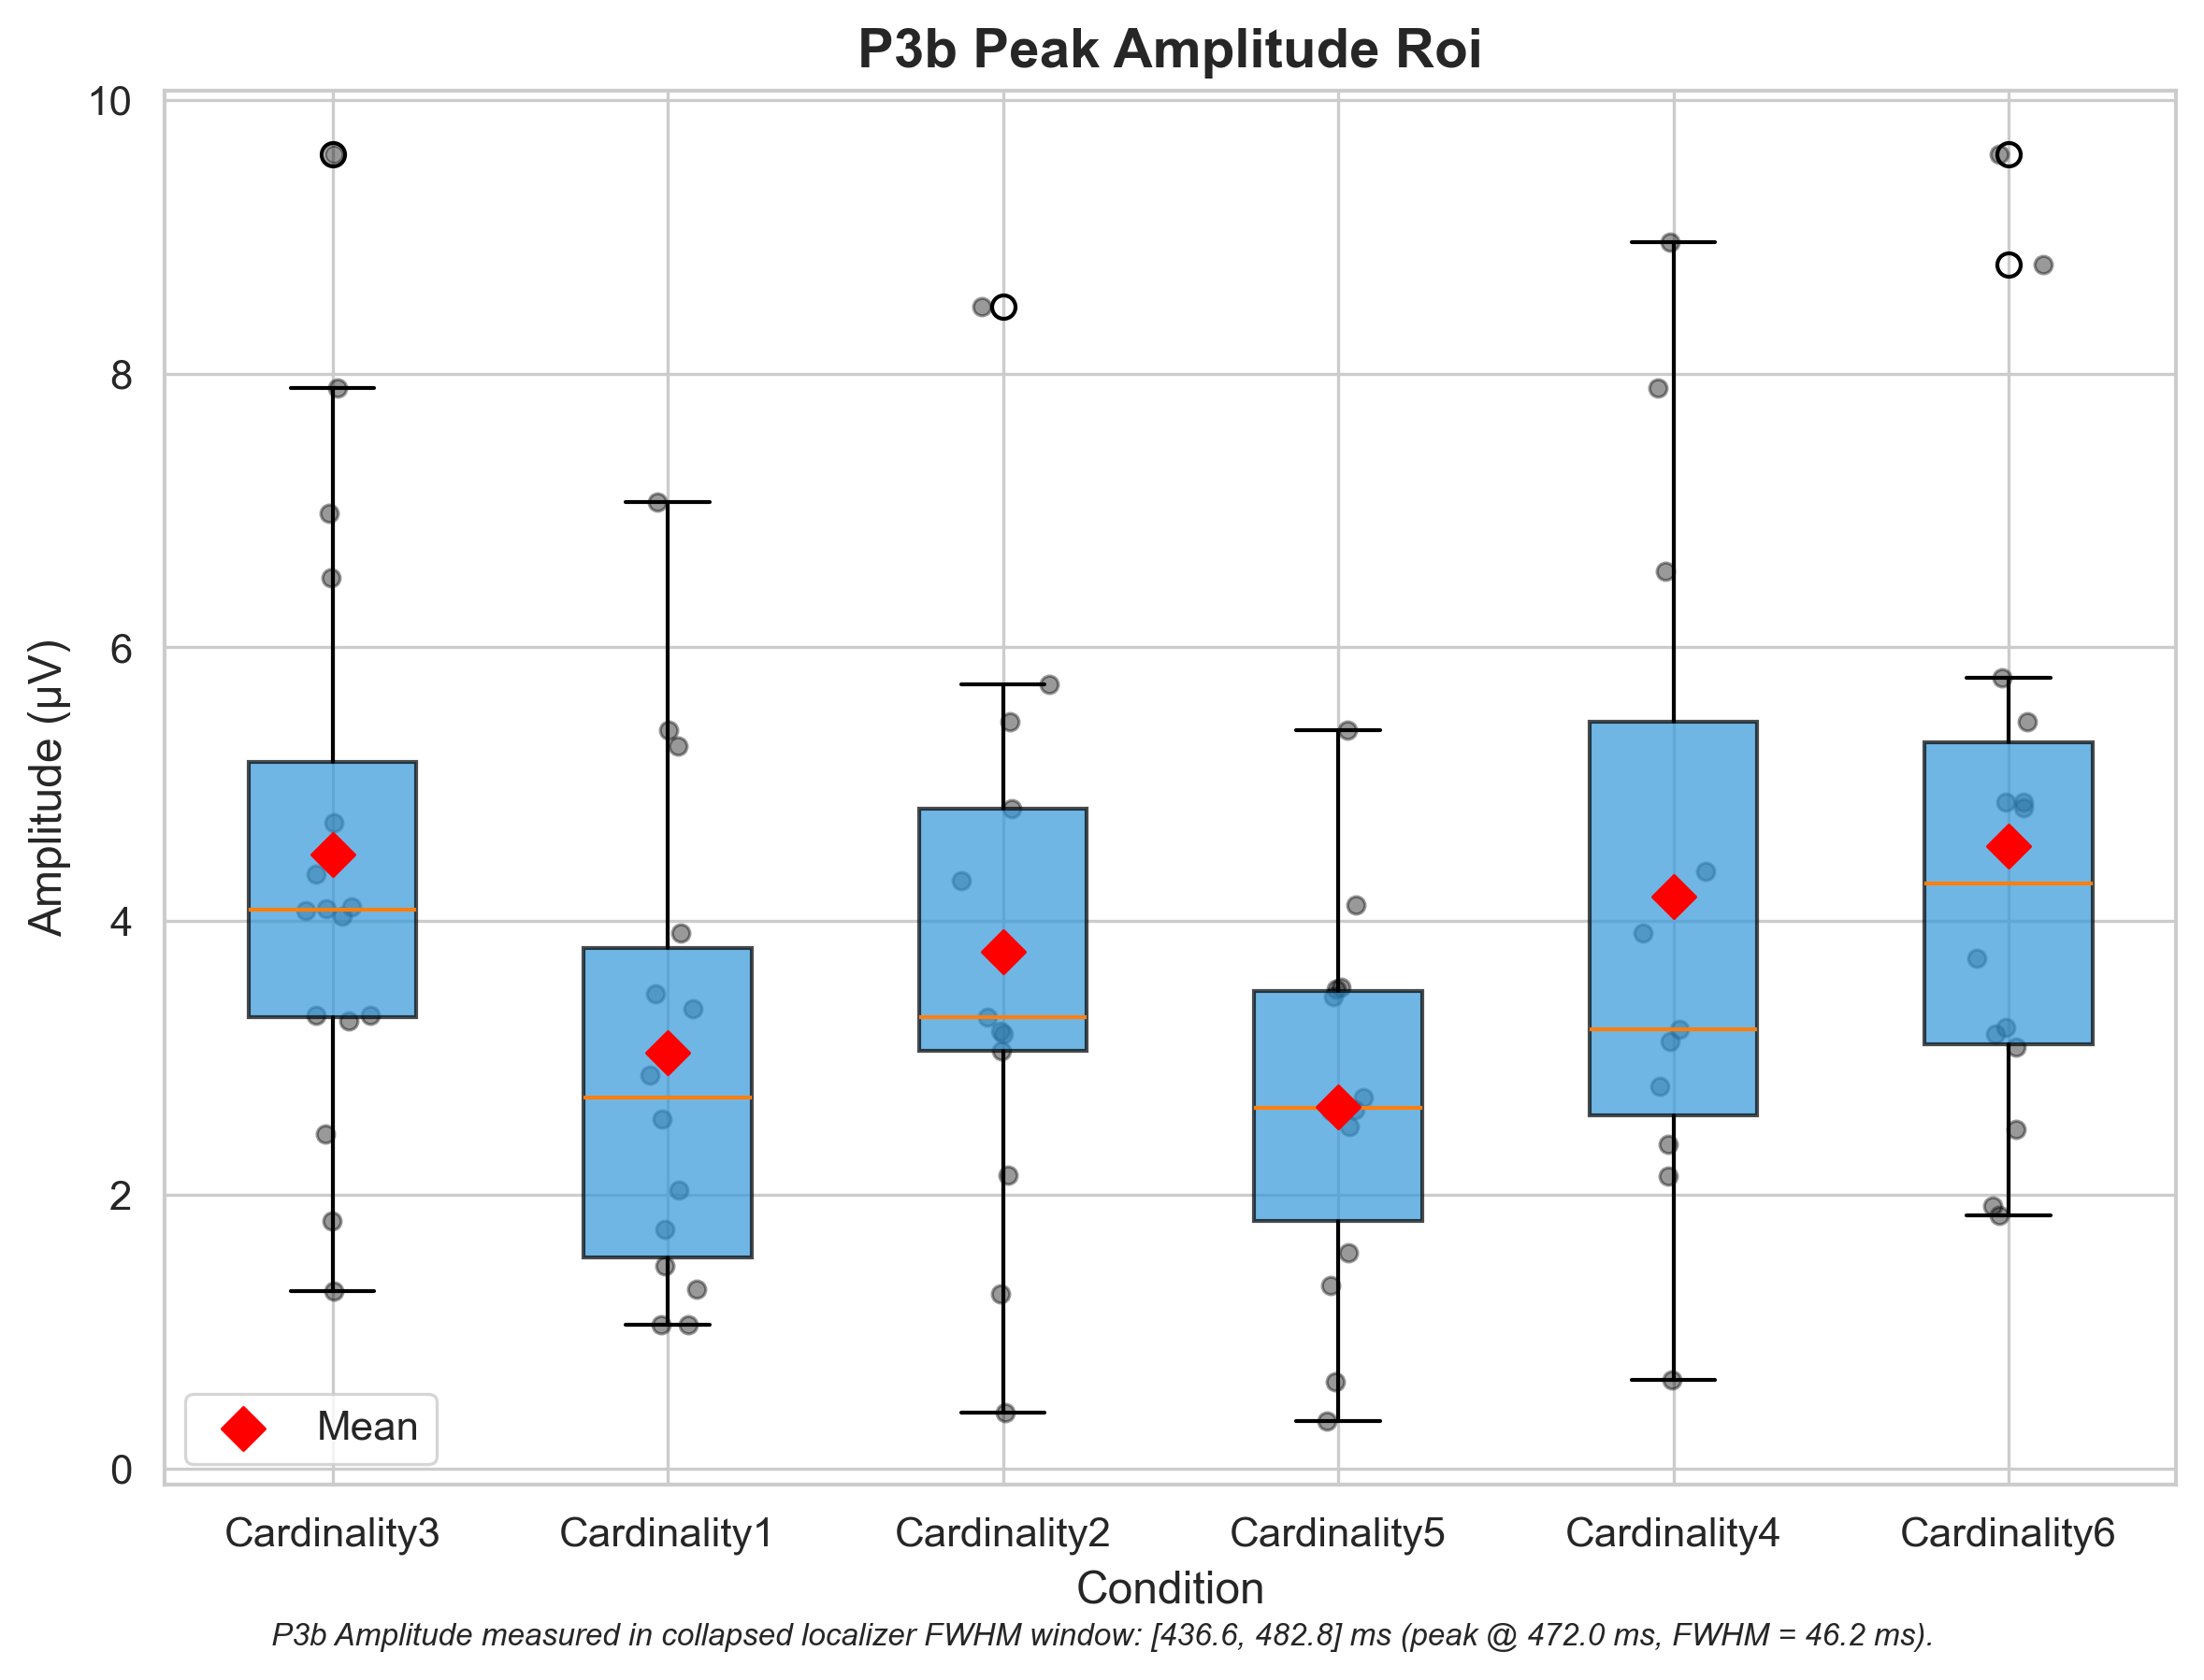 P3b Peak Amplitude Roi
Amplitude (µV)
10
8
6
4
2
0
Mean
Cardinality3 Cardinality1 Cardinality2 Cardinality5 Cardinality4 Cardinality6
Condition
P3b Amplitude measured in collapsed localizer FWHM window: [436.6, 482.8] ms (peak @ 472.0 ms, FWHM = 46.2 ms).